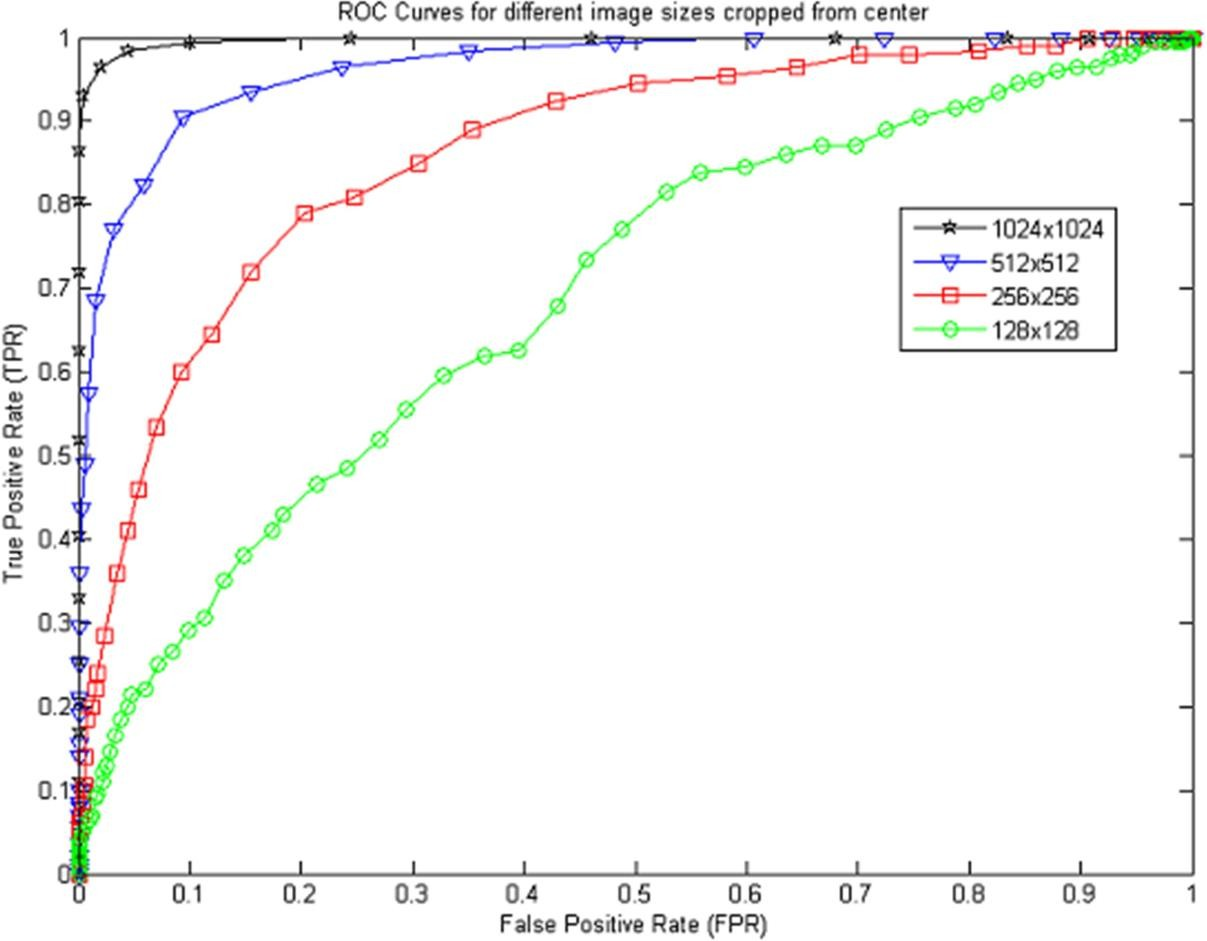 ROC Curves for different image sizes cropped from center
True Positive Rate (TPR)
1
0.9
0.8
0.7
0.6
0.5
0.4
0.3
0.2
0.1
0
1024x1024
512x512
256x256
128x128
0 0.1 0.2 0.3 0.4 0.5 0.6 0.7 0.8 0.9 1
False Positive Rate (FPR)